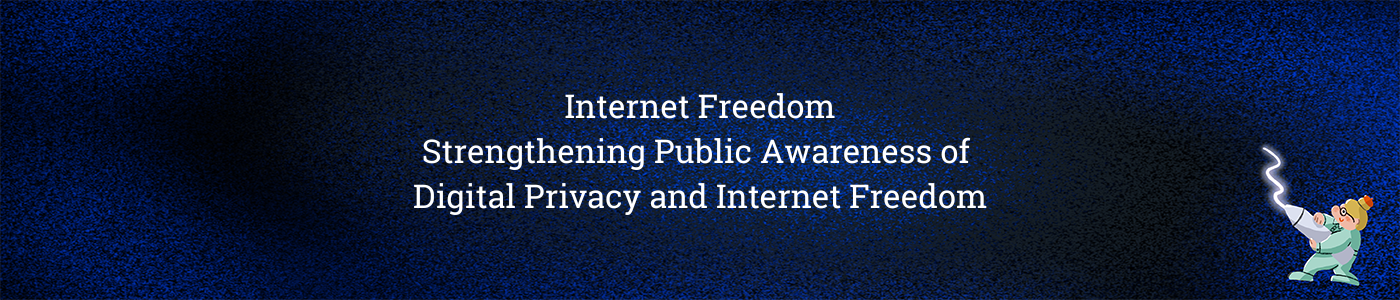 Internet Freedom
Strengthening Public Awareness of
Digital Privacy and Internet Freedom